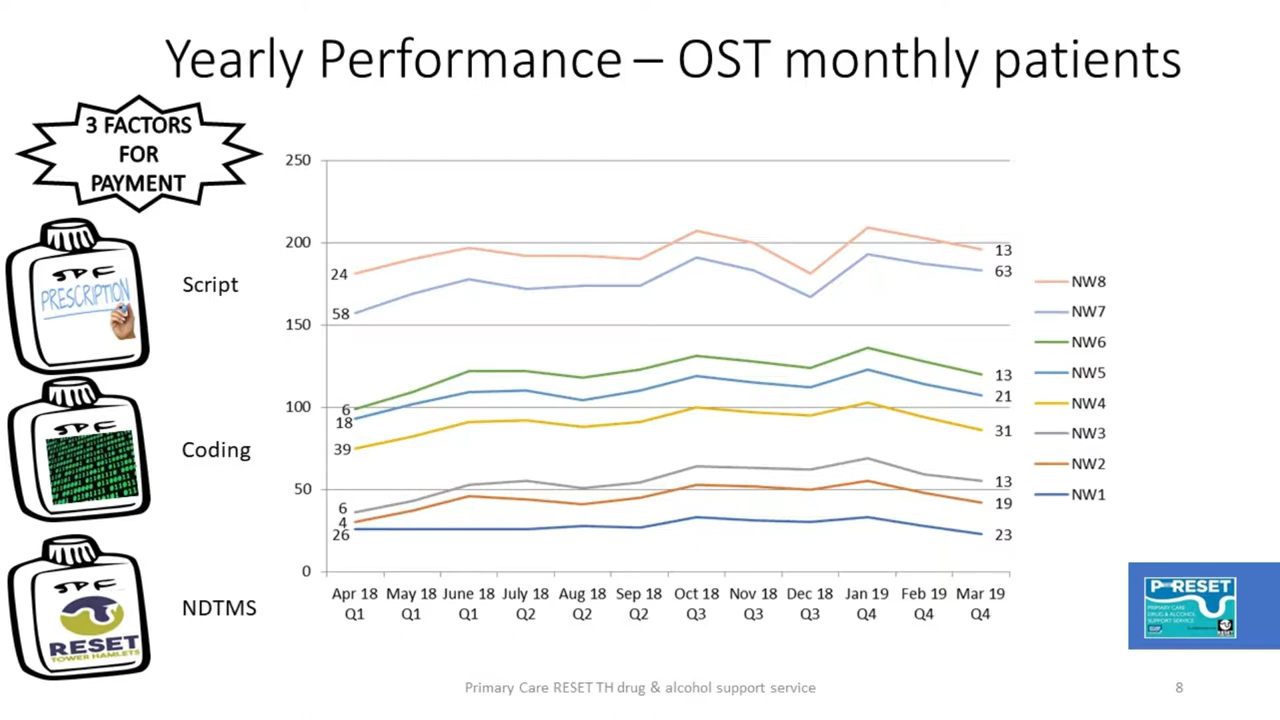 Yearly Performance – OST monthly patients
3 FACTORS
FOR
PAYMENT
SPF
PRESCRIPTION
Script
SPF
Coding
SPF
RESET
TOWER HAMLETS
NDTMS
250
200
150
100
50
0
24
58
6
18
39
6
4
26
13
63
13
21
31
13
19
23
Apr 18 May 18 June 18 July 18 Aug 18 Sep 18 Oct 18 Nov 18 Dec 18 Jan 19 Feb 19 Mar 19
Q1 Q1 Q1 Q2 Q2 Q2 Q3 Q3 Q3 Q4 Q4 Q4
NW8
NW7
NW6
NW5
NW4
NW3
NW2
NW1
RESET
PRIMARY CARE
DRUG & ALCOHOL
SUPPORT SERVICE
Primary Care RESET TH drug & alcohol support service
8